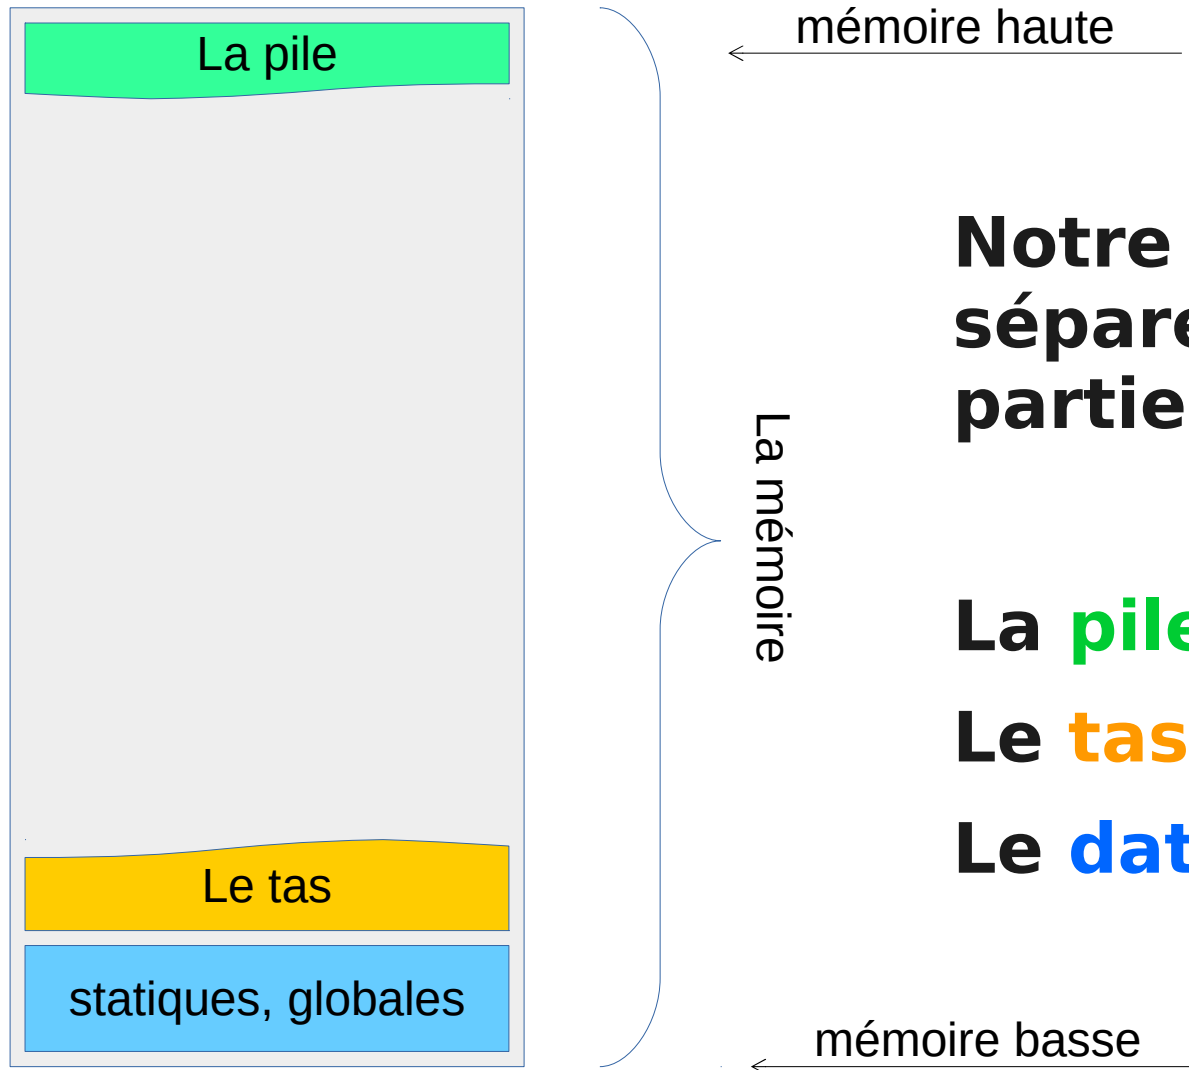 La pile
mémoire haute
Notre
sépare
partie
La mémoire
La pile
Le tas
Le dat
Le tas
statiques, globales
mémoire basse